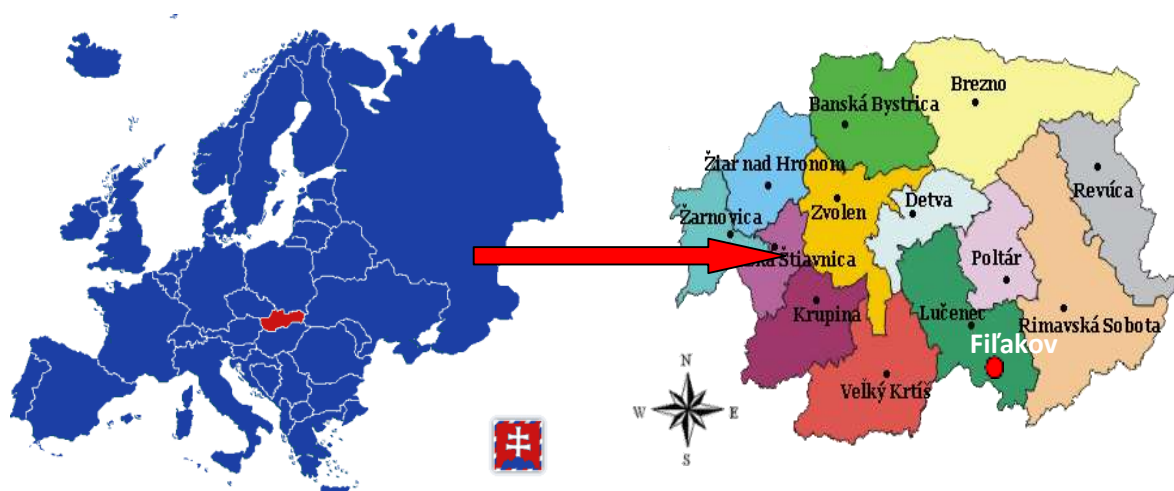 Brezno
Banská Bystrica
Žiar nad Hronom
Revúca
Detva
Žarnovica
Zvolen
Štiavnica
Poltár
Krupina
Lučenec
Rimavská Sobota
Fiľakov
Veľký Krtíš
N
W
E
S